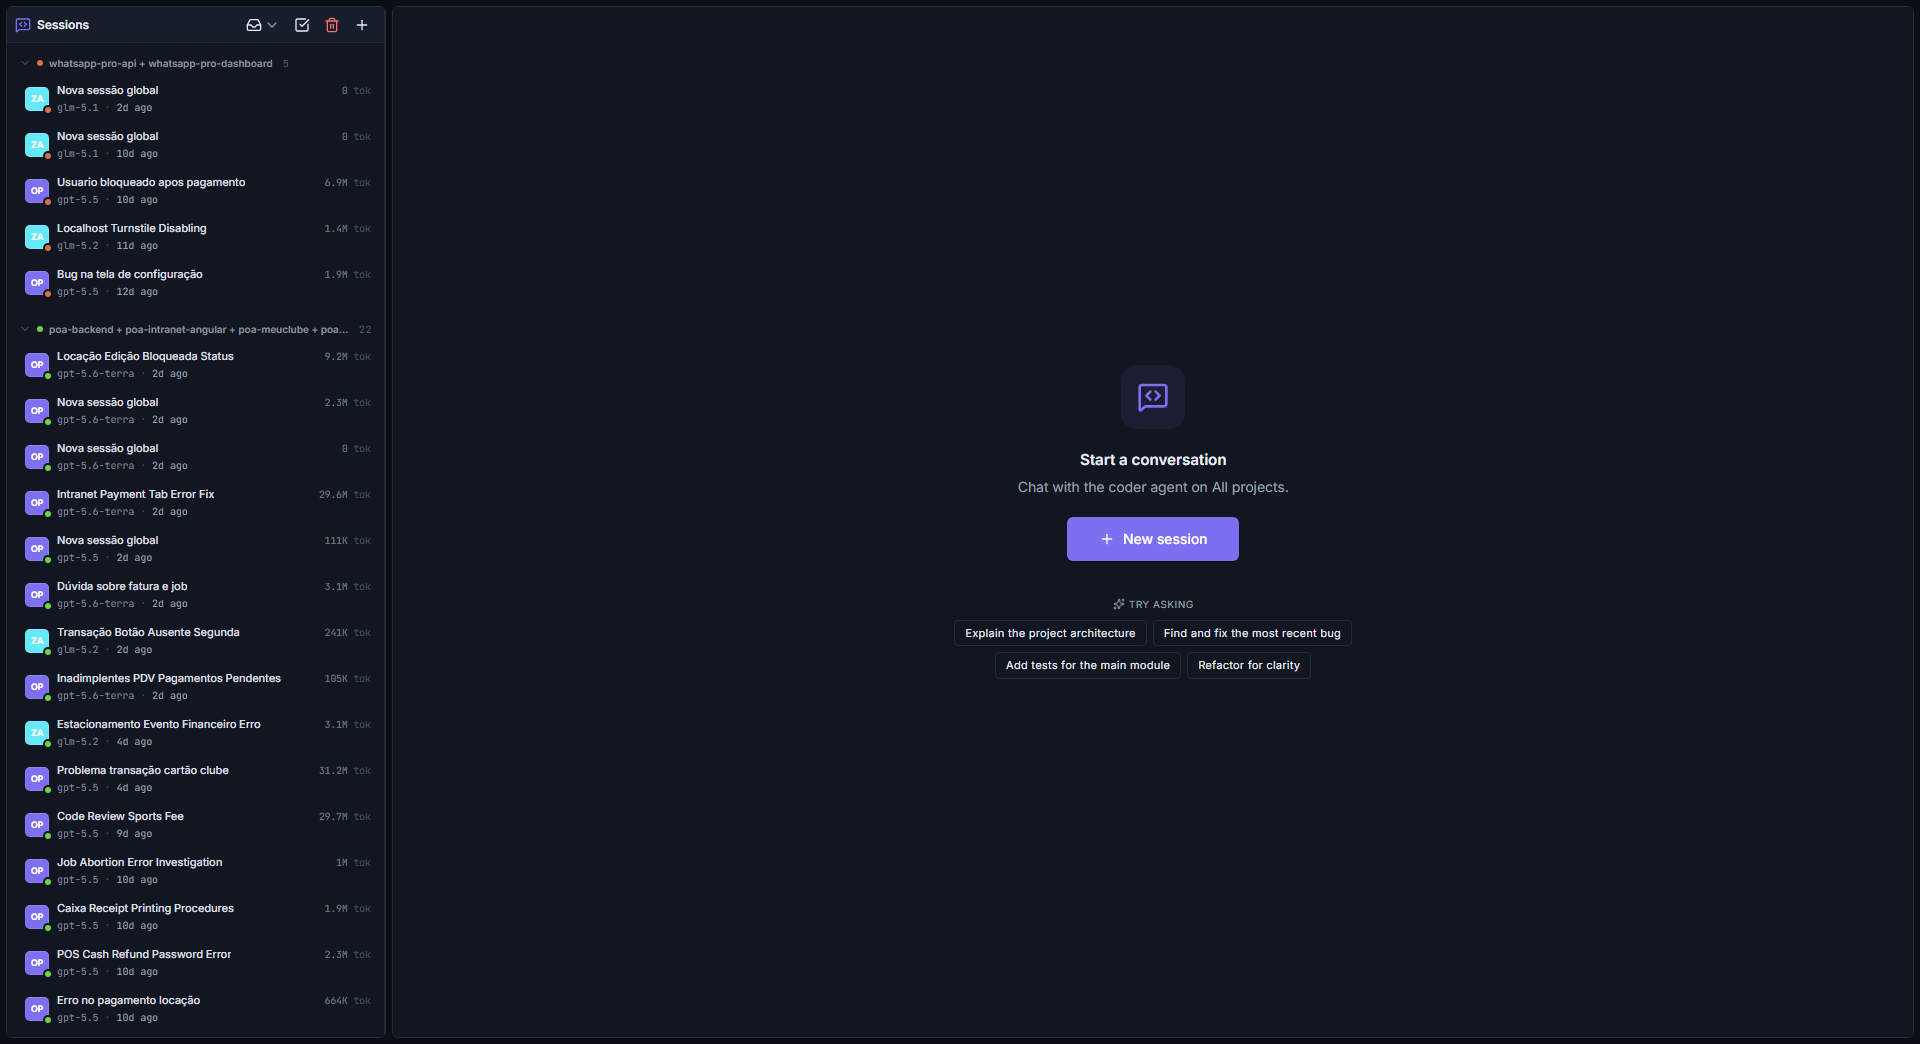 Sessions
whatsapp-pro-api + whatsapp-pro-dashboard 5
ZA Nova sessão global 0 tok
glm-5.1 · 2d ago
ZA Nova sessão global 0 tok
glm-5.1 · 10d ago
OP Usuario bloqueado apos pagamento 6.9M tok
gpt-5.5 · 10d ago
ZA Localhost Turnstile Disabling 1.4M tok
glm-5.2 · 11d ago
OP Bug na tela de configuração 1.9M tok
gpt-5.5 · 12d ago
poa-backend + poa-intranet-angular + poa-meuclube + poa... 22
OP Locação Edição Bloqueada Status 9.2M tok
gpt-5.6-terra · 2d ago
OP Nova sessão global 2.3M tok
gpt-5.6-terra · 2d ago
OP Nova sessão global 0 tok
gpt-5.6-terra · 2d ago
OP Intranet Payment Tab Error Fix 29.6M tok
gpt-5.6-terra · 2d ago
OP Nova sessão global 111K tok
gpt-5.5 · 2d ago
OP Dúvida sobre fatura e job 3.1M tok
gpt-5.6-terra · 2d ago
ZA Transação Botão Ausente Segunda 241K tok
glm-5.2 · 2d ago
OP Inadimplentes PDV Pagamentos Pendentes 105K tok
gpt-5.6-terra · 2d ago
ZA Estacionamento Evento Financeiro Erro 3.1M tok
glm-5.2 · 4d ago
OP Problema transação cartão clube 31.2M tok
gpt-5.5 · 4d ago
OP Code Review Sports Fee 29.7M tok
gpt-5.5 · 9d ago
OP Job Abortion Error Investigation 1M tok
gpt-5.5 · 10d ago
OP Caixa Receipt Printing Procedures 1.9M tok
gpt-5.5 · 10d ago
OP POS Cash Refund Password Error 2.3M tok
gpt-5.5 · 10d ago
OP Erro no pagamento locação 664K tok
gpt-5.5 · 10d ago
Start a conversation
Chat with the coder agent on All projects.
+ New session
TRY ASKING
Explain the project architecture
Find and fix the most recent bug
Add tests for the main module
Refactor for clarity